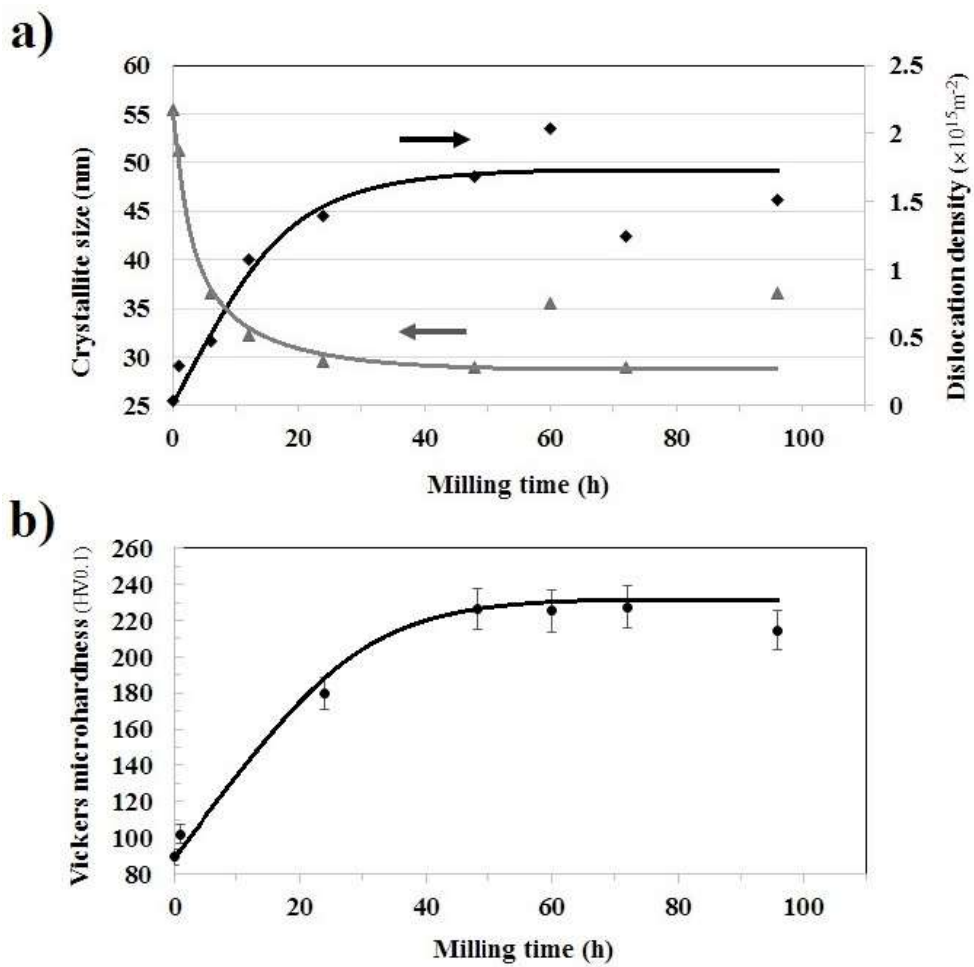 a)
Crystallite size (nm)
60
55
50
45
40
35
30
25
2.5
2
1.5
1
0.5
0
Dislocation density (×10¹⁵m⁻²)
0 20 40 60 80 100
Milling time (h)
b)
Vickers microhardness (HV0.1)
260
240
220
200
180
160
140
120
100
80
0 20 40 60 80 100
Milling time (h)